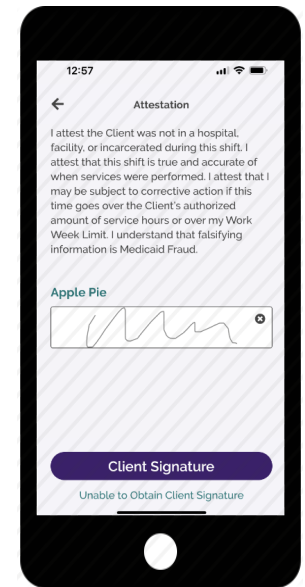 12:57
Attestation
I attest the Client was not in a hospital,
facility, or incarcerated during this shift. I
attest that this shift is true and accurate of
when services were performed. I attest that I
may be subject to corrective action if this
time goes over the Client's authorized
amount of service hours or over my Work
Week Limit. I understand that falsifying
information is Medicaid Fraud.
Apple Pie
Client Signature
Unable to Obtain Client Signature